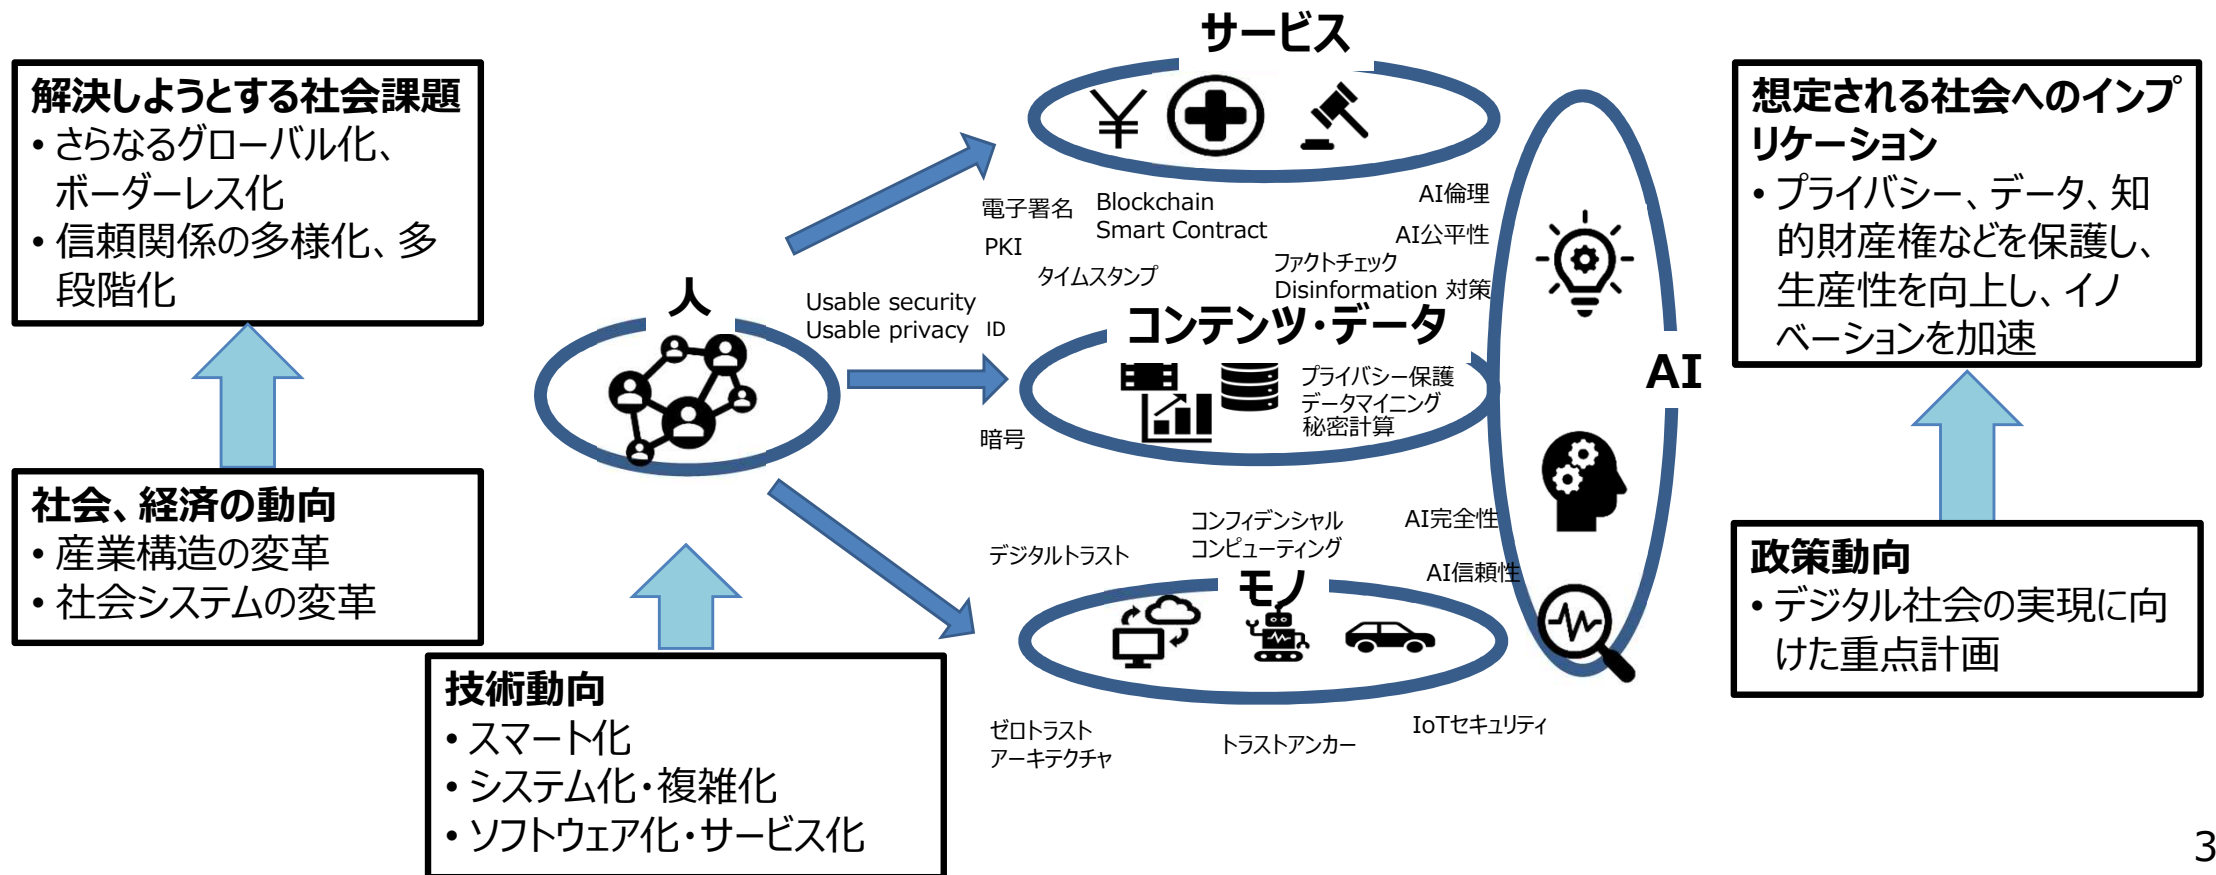 解決しようとする社会課題
• さらなるグローバル化、
ボーダーレス化
• 信頼関係の多様化、多
段階化
社会、経済の動向
• 産業構造の変革
• 社会システムの変革
技術動向
• スマート化
• システム化・複雑化
• ソフトウェア化・サービス化
人
Usable security
Usable privacy
ID
暗号
サービス
¥
電子署名
PKI
Blockchain
Smart Contract
タイムスタンプ
AI倫理
AI公平性
ファクトチェック
Disinformation 対策
コンテンツ・データ
プライバシー保護
データマイニング
秘密計算
デジタルトラスト
コンフィデンシャル
コンピューティング
AI完全性
AI信頼性
モノ
ゼロトラスト
アーキテクチャ
トラストアンカー
IoTセキュリティ
AI
想定される社会へのインプ
リケーション
• プライバシー、データ、知
的財産権などを保護し、
生産性を向上し、イノ
ベーションを加速
政策動向
• デジタル社会の実現に向
けた重点計画
3